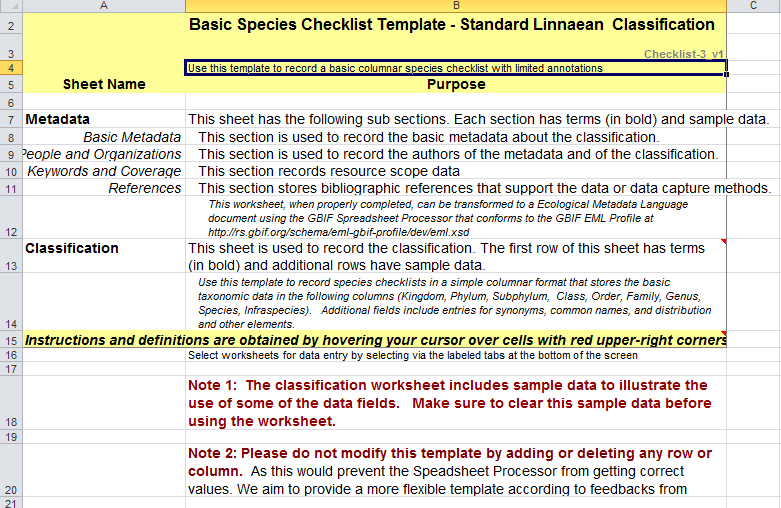 A B C
2 Basic Species Checklist Template - Standard Linnaean Classification
3 Checklist-3_v1
4 Use this template to record a basic columnar species checklist with limited annotations
5 Sheet Name Purpose
6
7 Metadata This sheet has the following sub sections. Each section has terms (in bold) and sample data.
8 Basic Metadata This section is used to record the basic metadata about the classification.
9 People and Organizations This section is used to record the authors of the metadata and of the classification.
10 Keywords and Coverage This section records resource scope data
11 References This section stores bibliographic references that support the data or data capture methods.
This worksheet, when properly completed, can be transformed to a Ecological Metadata Language
document using the GBIF Spreadsheet Processor that conforms to the GBIF EML Profile at
12 http://rs.gbif.org/schema/eml-gbif-profile/dev/eml.xsd
Classification This sheet is used to record the classification. The first row of this sheet has terms
13 (in bold) and additional rows have sample data.
Use this template to record species checklists in a simple columnar format that stores the basic
taxonomic data in the following columns (Kingdom, Phylum, Subphylum, Class, Order, Family, Genus,
Species, Infraspecies). Additional fields include entries for synonyms, common names, and distribution
14 and other elements.
15 Instructions and definitions are obtained by hovering your cursor over cells with red upper-right corners
16 Select worksheets for data entry by selecting via the labeled tabs at the bottom of the screen
17
Note 1: The classification worksheet includes sample data to illustrate the
use of some of the data fields. Make sure to clear this sample data before
18 using the worksheet.
19
Note 2: Please do not modify this template by adding or deleting any row or
column. As this would prevent the Speadsheet Processor from getting correct
20 values. We aim to provide a more flexible template according to feedbacks from
21